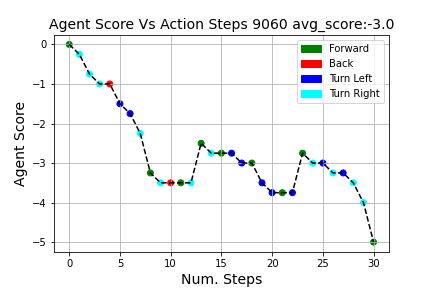 Agent Score Vs Action Steps 9060 avg_score:-3.0
Forward
Back
Turn Left
Turn Right
Agent Score
0
−1
−2
−3
−4
−5
0 5 10 15 20 25 30
Num. Steps